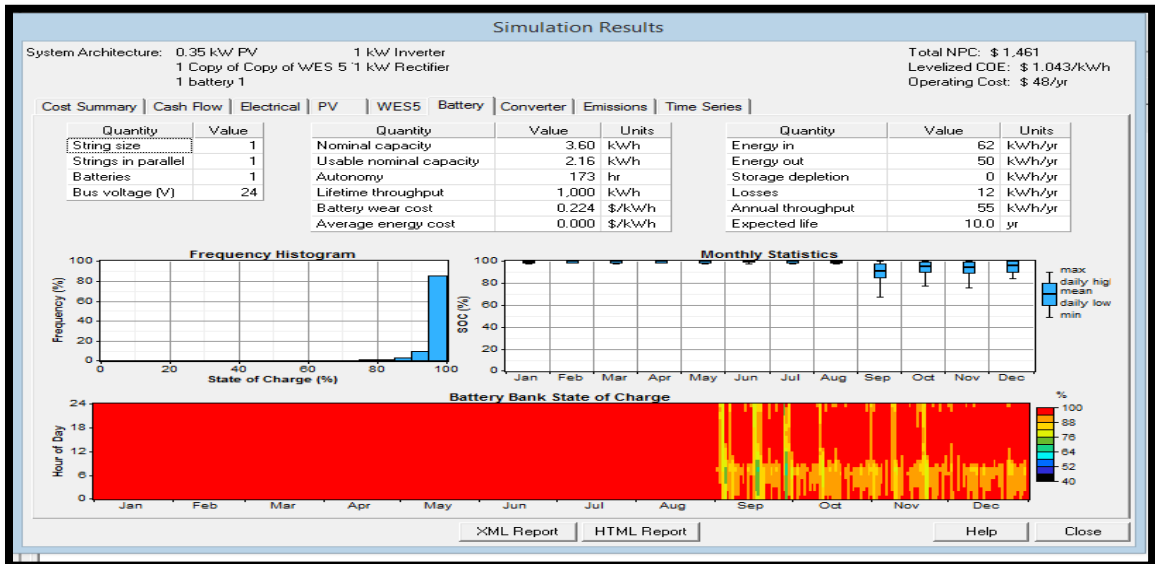 Simulation Results
System Architecture: 0.35 kW PV 1 kW Inverter
1 Copy of Copy of WES 5 1 kW Rectifier
1 battery 1
Total NPC: $ 1,461
Levelized COE: $ 1.043/kWh
Operating Cost: $ 48/yr
Cost Summary Cash Flow Electrical PV WES5 Battery Converter Emissions Time Series
Quantity Value
String size 1
Strings in parallel 1
Batteries 1
Bus voltage (V) 24
Quantity Value Units
Nominal capacity 3.60 kWh
Usable nominal capacity 2.16 kWh
Autonomy 173 hr
Lifetime throughput 1,000 kWh
Battery wear cost 0.224 $/kWh
Average energy cost 0.000 $/kWh
Quantity Value Units
Energy in 62 kWh/yr
Energy out 50 kWh/yr
Storage depletion 0 kWh/yr
Losses 12 kWh/yr
Annual throughput 55 kWh/yr
Expected life 10.0 yr
Frequency Histogram
Frequency (%)
100
80
60
40
20
0
0 20 40 60 80 100
State of Charge (%)
Monthly Statistics
SOC (%)
100
80
60
40
20
0
Jan Feb Mar Apr May Jun Jul Aug Sep Oct Nov Dec
max
daily high
mean
daily low
min
Battery Bank State of Charge
Hour of Day
24
18
12
6
0
Jan Feb Mar Apr May Jun Jul Aug Sep Oct Nov Dec
%
100
88
76
64
52
40
XML Report HTML Report Help Close